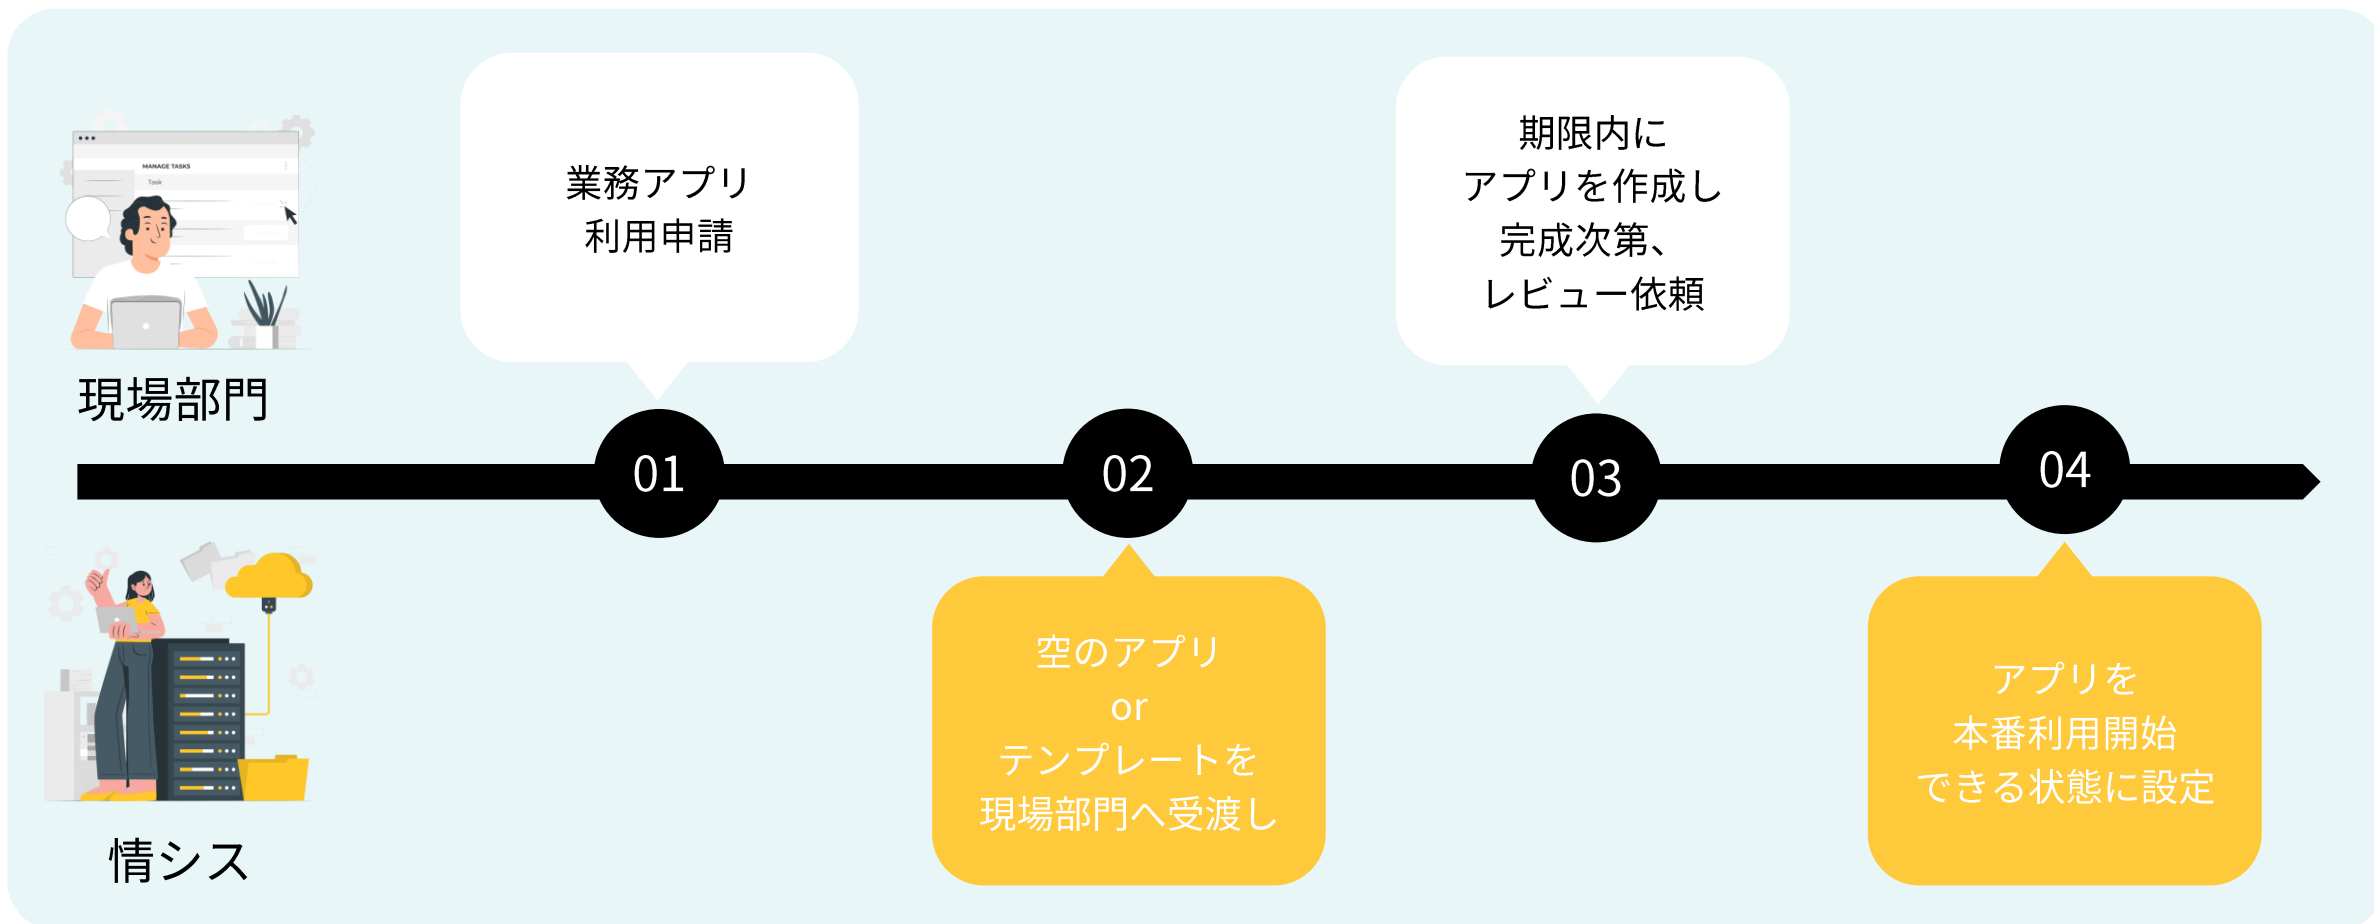 MANAGE TASKS
Task
現場部門
業務アプリ
利用申請
期限内に
アプリを作成し
完成次第、
レビュー依頼
01
02
03
04
情シス
空のアプリ
or
テンプレートを
現場部門へ受渡し
アプリを
本番利用開始
できる状態に設定